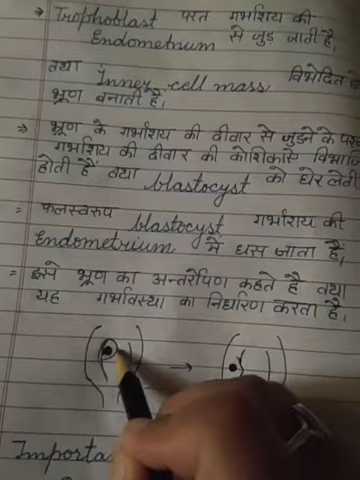 → Trophoblast परत गर्भाशय की
Endometrium से जुड़ जाती है,
तथा Inner cell mass विभेदित
भ्रूण बनाती है।
⇒ भ्रूण के गर्भाशय की दीवार से जुड़ने के
गर्भाशय की दीवार की कोशिकाएं
होती हैं तथा blastocyst को घेर लेती
= फलस्वरूप blastocyst गर्भाशय की
Endometrium में धस जाता है,
= इसे भ्रूण का अन्तर्रोपण कहते है तथा
यह गर्भावस्था का निर्धारण करता है।
→